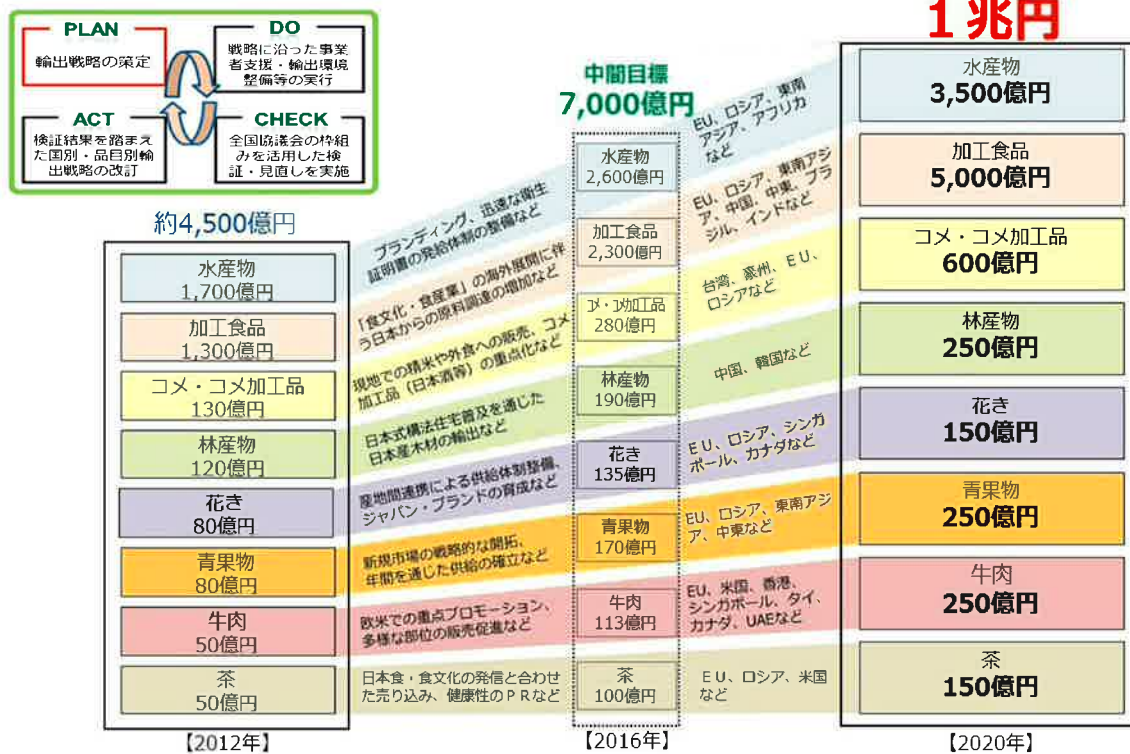 PLAN
輸出戦略の策定
DO
戦略に沿った事業
者支援・輸出環境
整備等の実行
ACT
検証結果を踏まえ
た国別・品目別輸
出戦略の改訂
CHECK
全国協議会の枠組
みを活用した検
証・見直しを実施
約4,500億円
水産物
1,700億円
加工食品
1,300億円
コメ・コメ加工品
130億円
林産物
120億円
花き
80億円
青果物
80億円
牛肉
50億円
茶
50億円
【2012年】
ブランディング、迅速な衛生
証明書の発給体制の整備など
「食文化・食産業」の海外展開に伴
う日本からの原料調達の増加など
現地での精米や外食への販売、コメ
加工品（日本酒等）の重点化など
日本式構法住宅普及を通じた
日本産木材の輸出など
産地間連携による供給体制整備、
ジャパン・ブランドの育成など
新規市場の戦略的な開拓、
年間を通じた供給の確立など
欧米での重点プロモーション、
多様な部位の販売促進など
日本食・食文化の発信と合わせ
た売り込み、健康性のＰＲなど
中間目標
7,000億円
水産物
2,600億円
加工食品
2,300億円
コメ・コメ加工品
280億円
林産物
190億円
花き
135億円
青果物
170億円
牛肉
113億円
茶
100億円
【2016年】
EU、ロシア、東南
アジア、アフリカ
など
EU、ロシア、東南アジ
ア、中国、中東、ブラ
ジル、インドなど
台湾、豪州、ＥＵ、
ロシアなど
中国、韓国など
ＥＵ、ロシア、シンガ
ポール、カナダなど
EU、ロシア、東南アジ
ア、中東など
EU、米国、香港、
シンガポール、タイ、
カナダ、UAEなど
ＥＵ、ロシア、米国
など
１兆円
水産物
3,500億円
加工食品
5,000億円
コメ・コメ加工品
600億円
林産物
250億円
花き
150億円
青果物
250億円
牛肉
250億円
茶
150億円
【2020年】